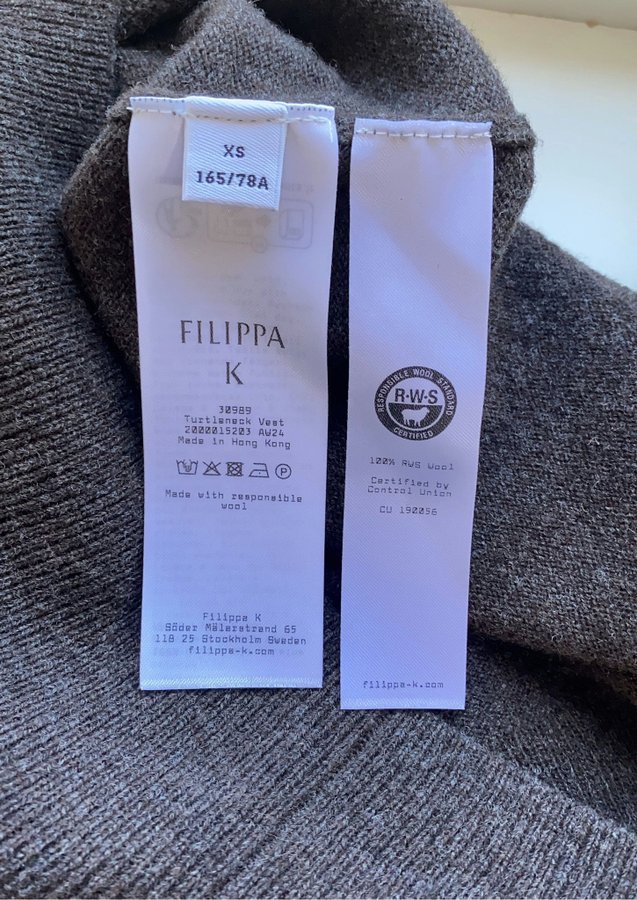 XS
165/78A
FILIPPA
K
30989
Turtleneck Vest
2000015203 AW24
Made in Hong Kong
Made with responsible
wool
Filippa K
Söder Mälarstrand 65
118 25 Stockholm Sweden
filippa-k.com
RESPONSIBLE WOOL STANDARD
R·W·S
CERTIFIED
100% RWS Wool
Certified by
Control Union
CU 190056
filippa-k.com